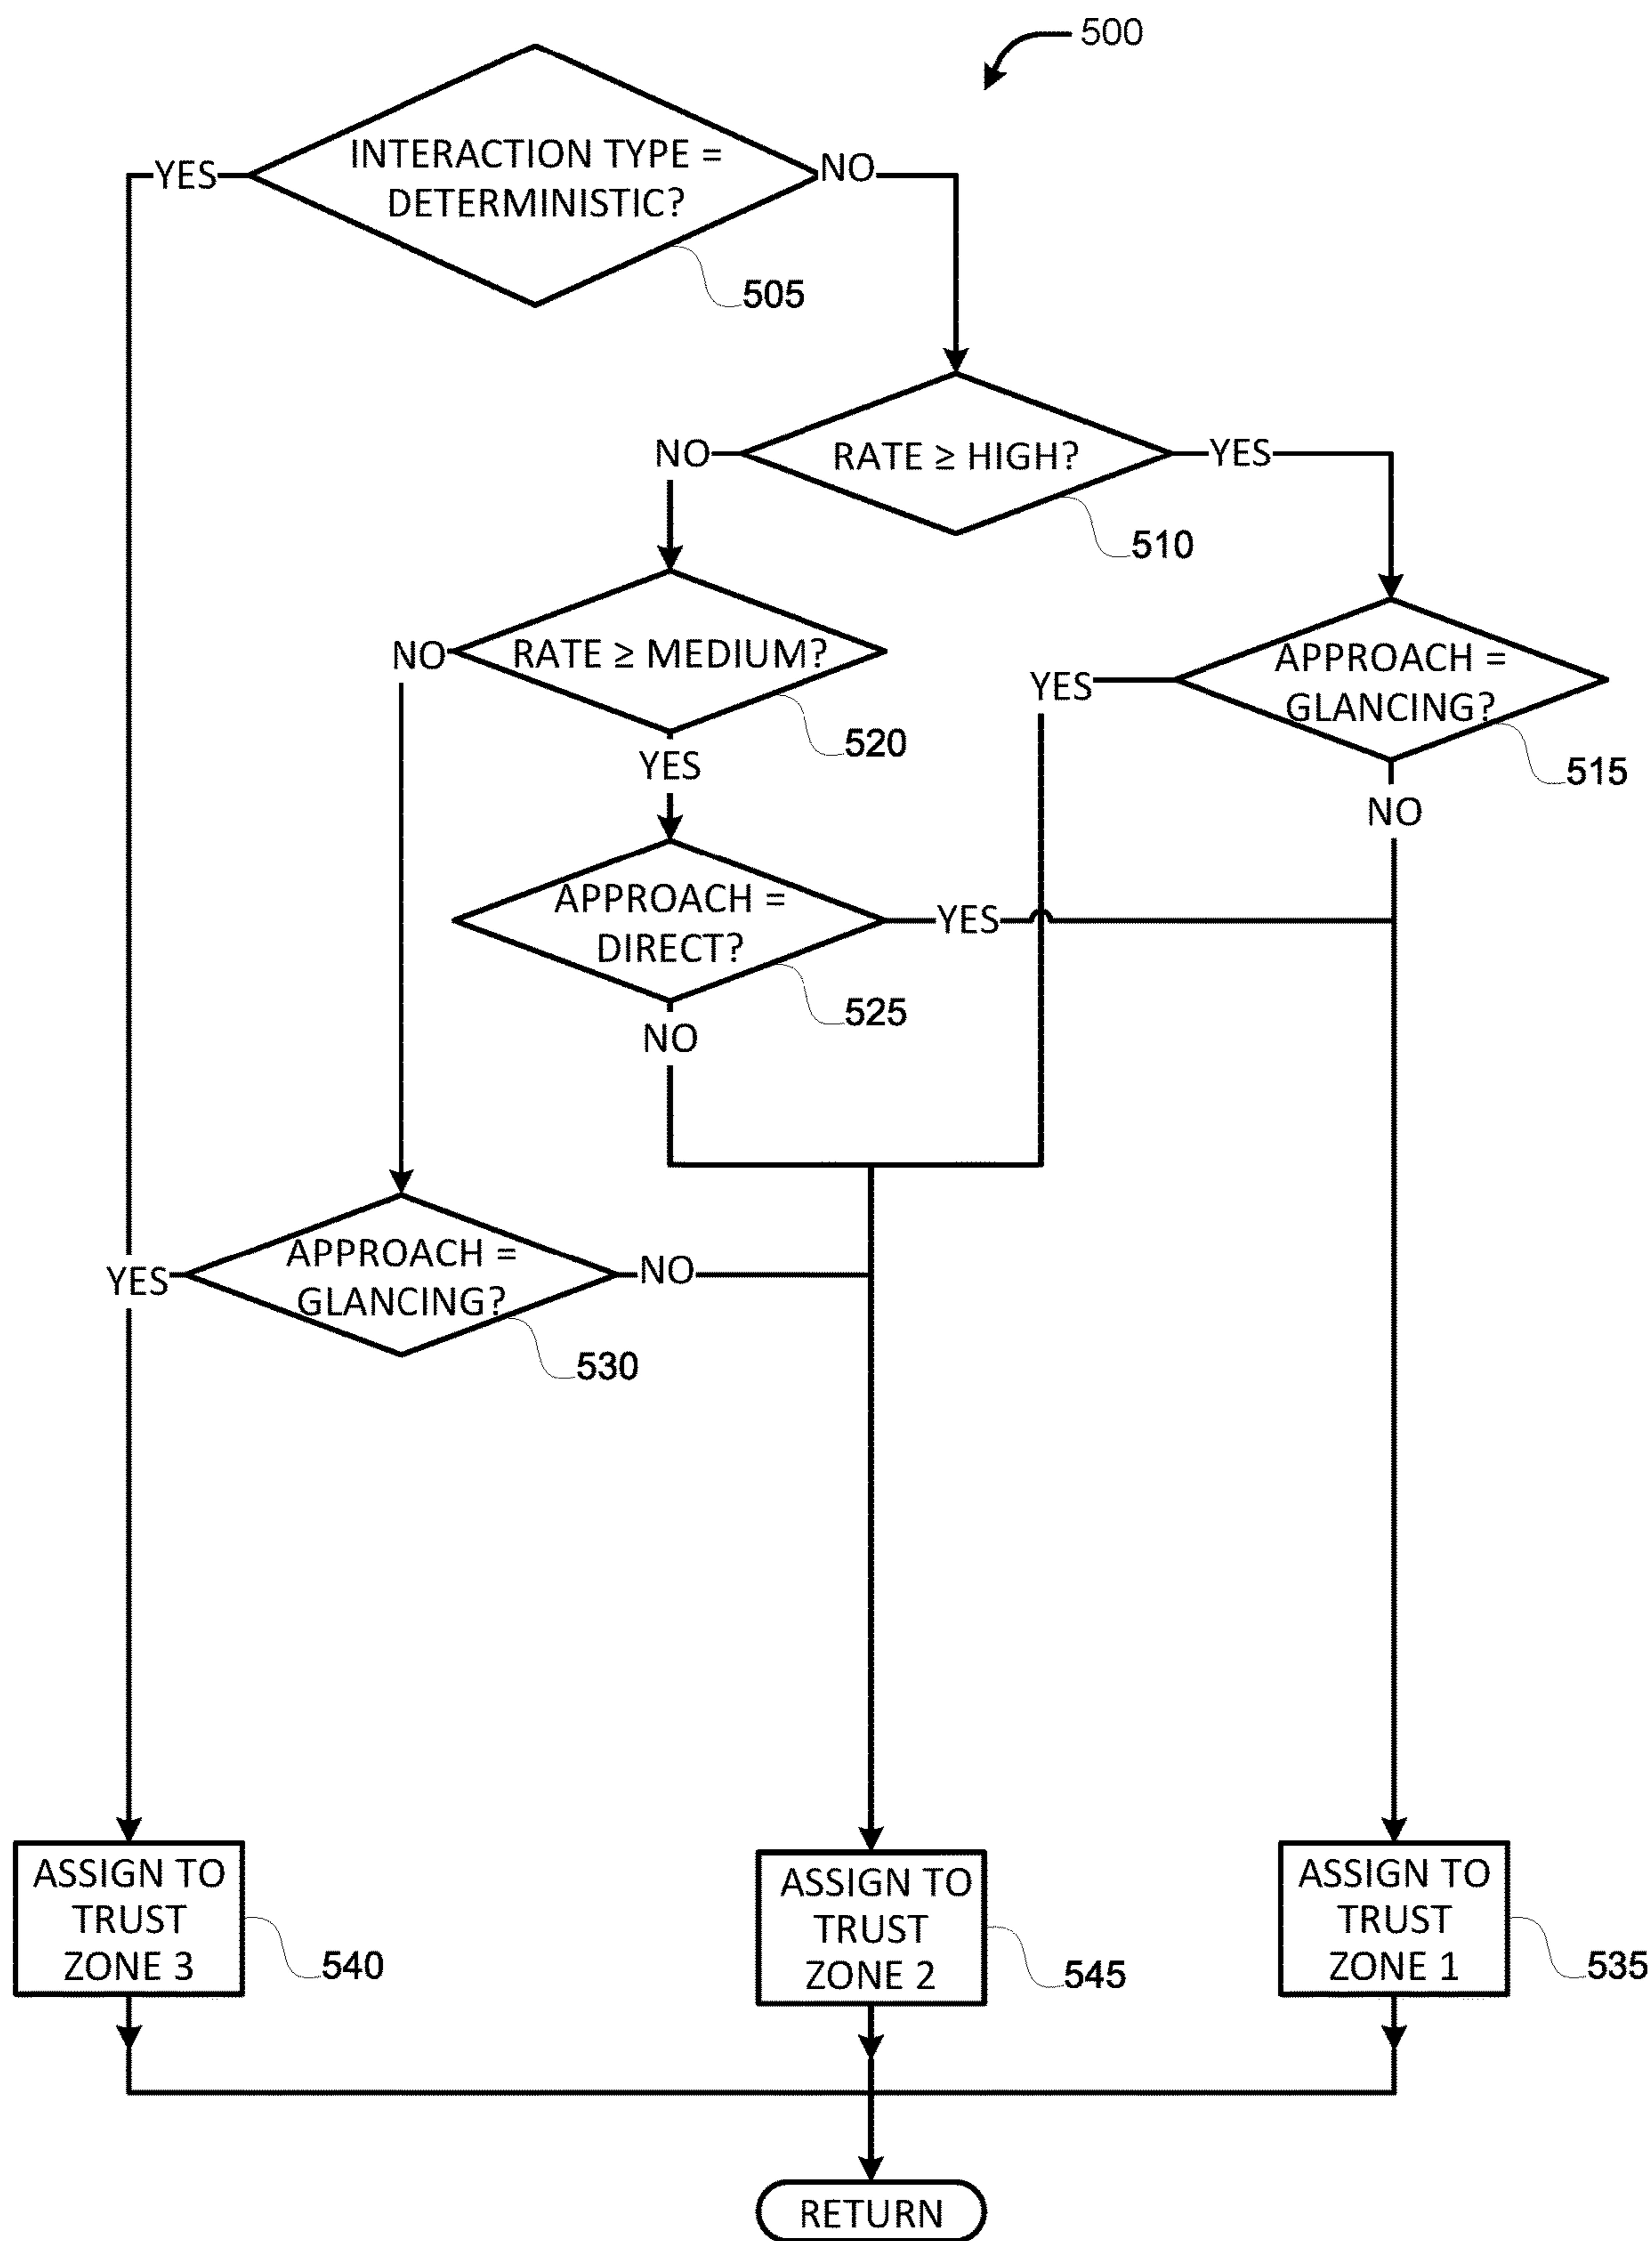 500
INTERACTION TYPE =
DETERMINISTIC?
YES
NO
505
RATE ≥ HIGH?
NO
YES
510
RATE ≥ MEDIUM?
NO
YES
520
APPROACH =
GLANCING?
YES
NO
515
APPROACH =
DIRECT?
YES
NO
525
APPROACH =
GLANCING?
YES
NO
530
ASSIGN TO
TRUST
ZONE 3
540
ASSIGN TO
TRUST
ZONE 2
545
ASSIGN TO
TRUST
ZONE 1
535
RETURN